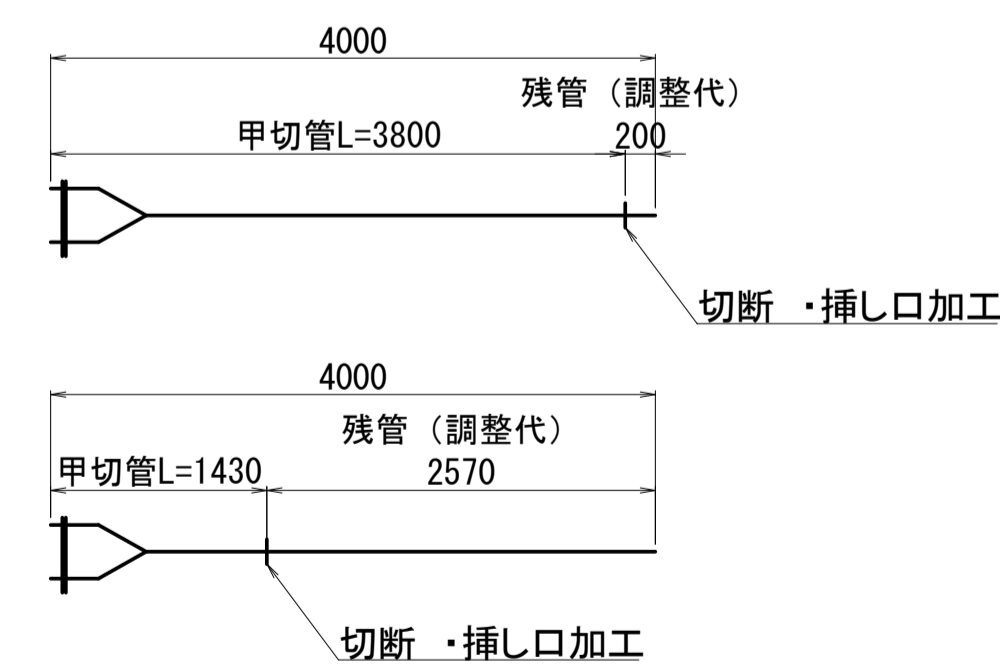 4000
残管（調整代）
甲切管L=3800
200
切断 ・挿し口加工
4000
残管（調整代）
甲切管L=1430
2570
切断 ・挿し口加工